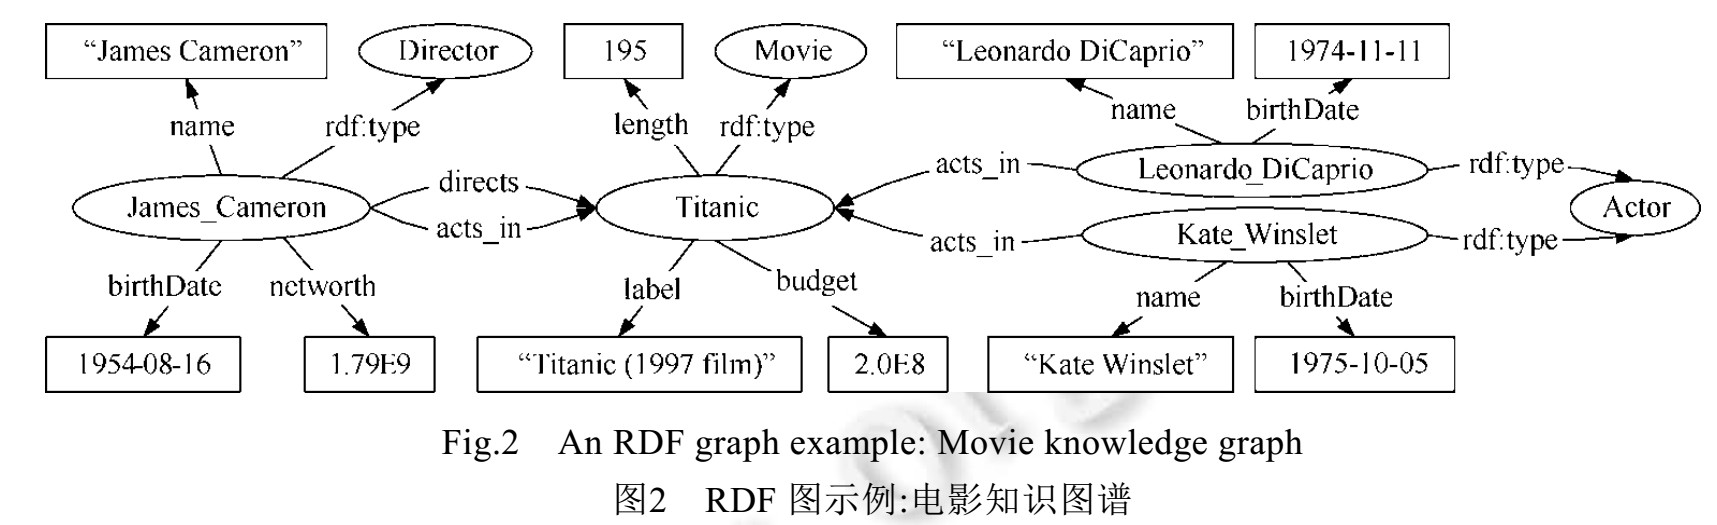 “James Cameron” Director 195 Movie “Leonardo DiCaprio” 1974-11-11
name rdf:type length rdf:type name birthDate
directs acts_in Leonardo_DiCaprio rdf:type
James_Cameron Titanic Actor
acts_in acts_in Kate_Winslet rdf:type
birthDate networth label budget name birthDate
1954-08-16 1.79E9 “Titanic (1997 film)” 2.0E8 “Kate Winslet” 1975-10-05
Fig.2 An RDF graph example: Movie knowledge graph
图2 RDF 图示例:电影知识图谱